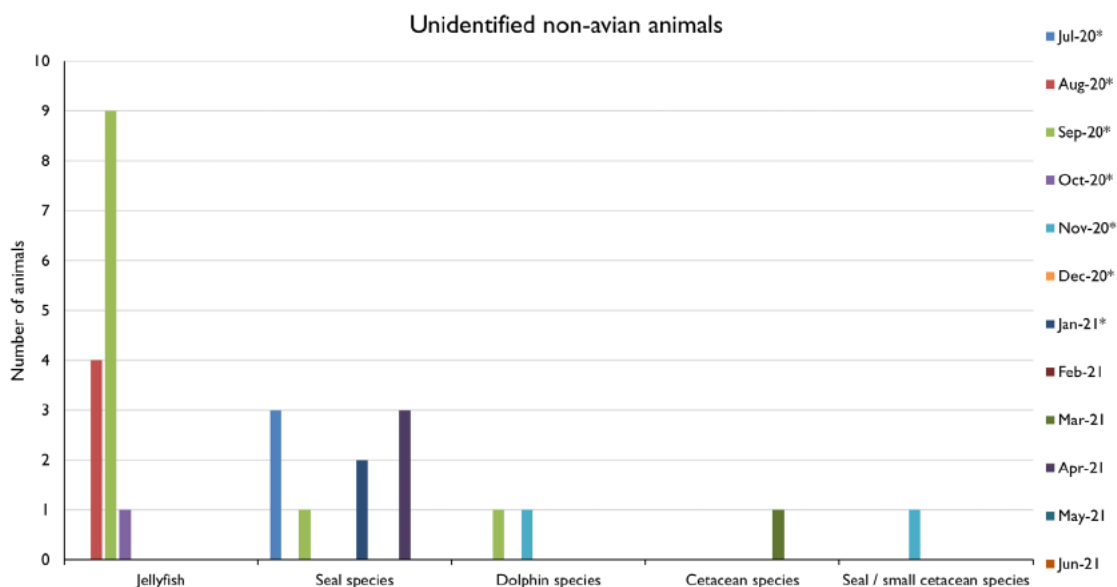 Unidentified non-avian animals
Number of animals
10
9
8
7
6
5
4
3
2
1
0
Jellyfish
Seal species
Dolphin species
Cetacean species
Seal / small cetacean species
Jul-20*
Aug-20*
Sep-20*
Oct-20*
Nov-20*
Dec-20*
Jan-21*
Feb-21
Mar-21
Apr-21
May-21
Jun-21